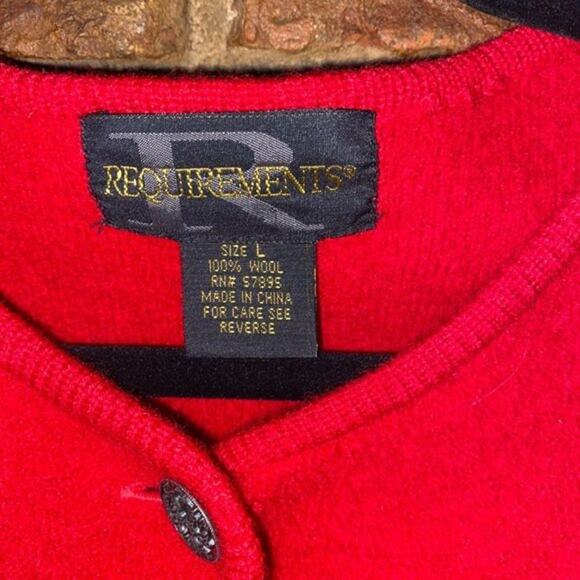 REQUIREMENTS®
SIZE L
100% WOOL
RN# 57895
MADE IN CHINA
FOR CARE SEE
REVERSE